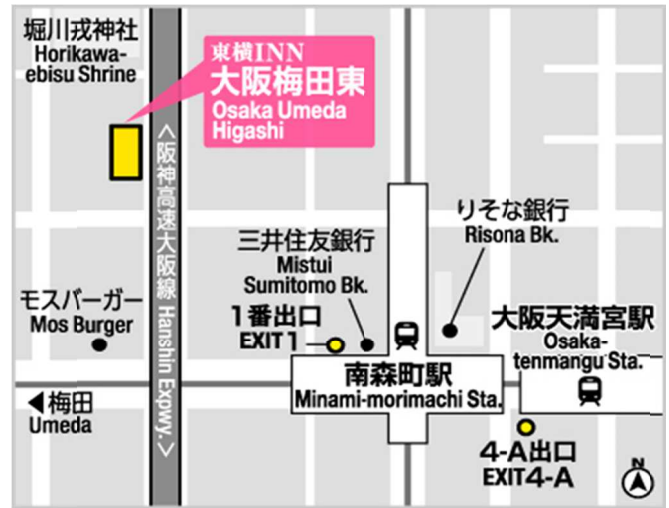 堀川戎神社
Horikawa-
ebisu Shrine
東横INN
大阪梅田東
Osaka Umeda
Higashi
<阪神高速大阪線 Hanshin Expwy.>
りそな銀行
Risona Bk.
三井住友銀行
Mistui
Sumitomo Bk.
モスバーガー
Mos Burger
1番出口
EXIT 1
大阪天満宮駅
Osaka-
tenmangu Sta.
南森町駅
Minami-morimachi Sta.
◀梅田
Umeda
4-A出口
EXIT4-A
N